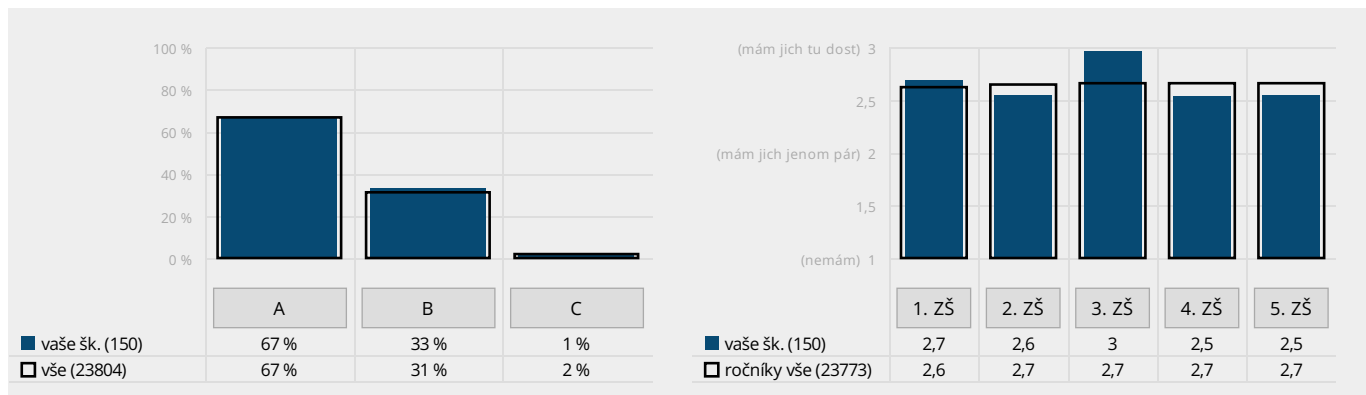 100 %
80 %
60 %
40 %
20 %
0 %
A B C
vaše šk. (150) 67 % 33 % 1 %
vše (23804) 67 % 31 % 2 %
(mám jich tu dost) 3
2,5
(mám jich jenom pár) 2
1,5
(nemám) 1
1. ZŠ 2. ZŠ 3. ZŠ 4. ZŠ 5. ZŠ
vaše šk. (150) 2,7 2,6 3 2,5 2,5
ročníky vše (23773) 2,6 2,7 2,7 2,7 2,7